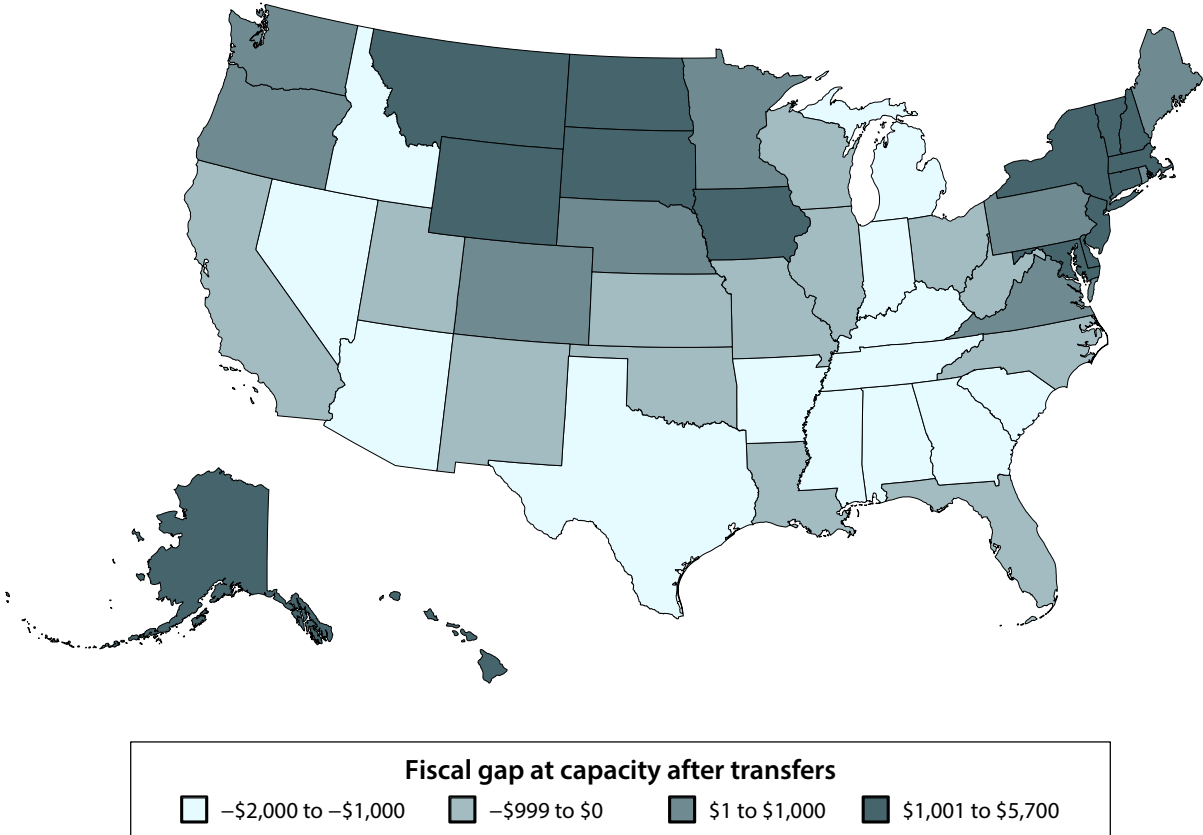 Fiscal gap at capacity after transfers
−$2,000 to −$1,000 −$999 to $0 $1 to $1,000 $1,001 to $5,700